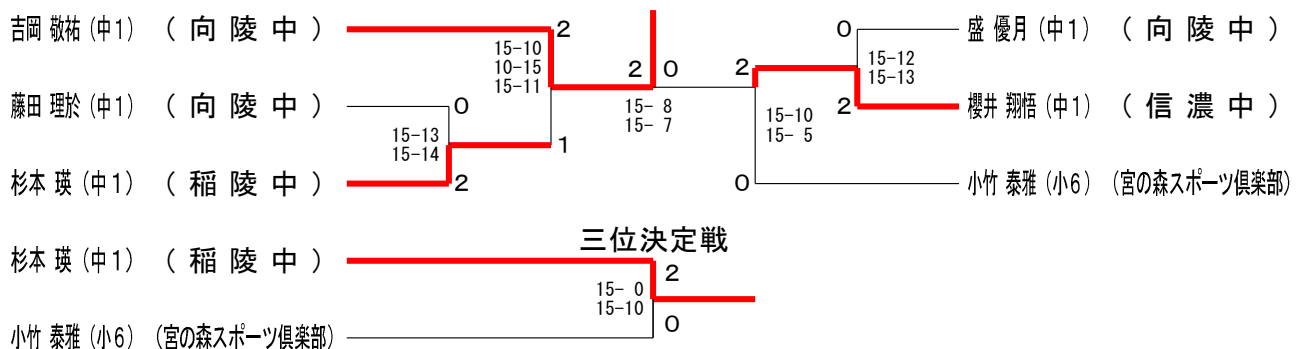 吉岡 敬祐 (中1) ( 向 陵 中 )
2
15-10
10-15
15-11
2
0
15- 8
15- 7
2
0
盛 優月 (中1) ( 向 陵 中 )
15-12
15-13
藤田 理於 (中1) ( 向 陵 中 )
0
15-13
15-14
1
15-10
15- 5
2
櫻井 翔悟 (中1) ( 信 濃 中 )
杉本 瑛 (中1) ( 稲 陵 中 )
2
0
小竹 泰雅 (小6) (宮の森スポーツ倶楽部)
三位決定戦
杉本 瑛 (中1) ( 稲 陵 中 )
2
15- 0
15-10
0
小竹 泰雅 (小6) (宮の森スポーツ倶楽部)